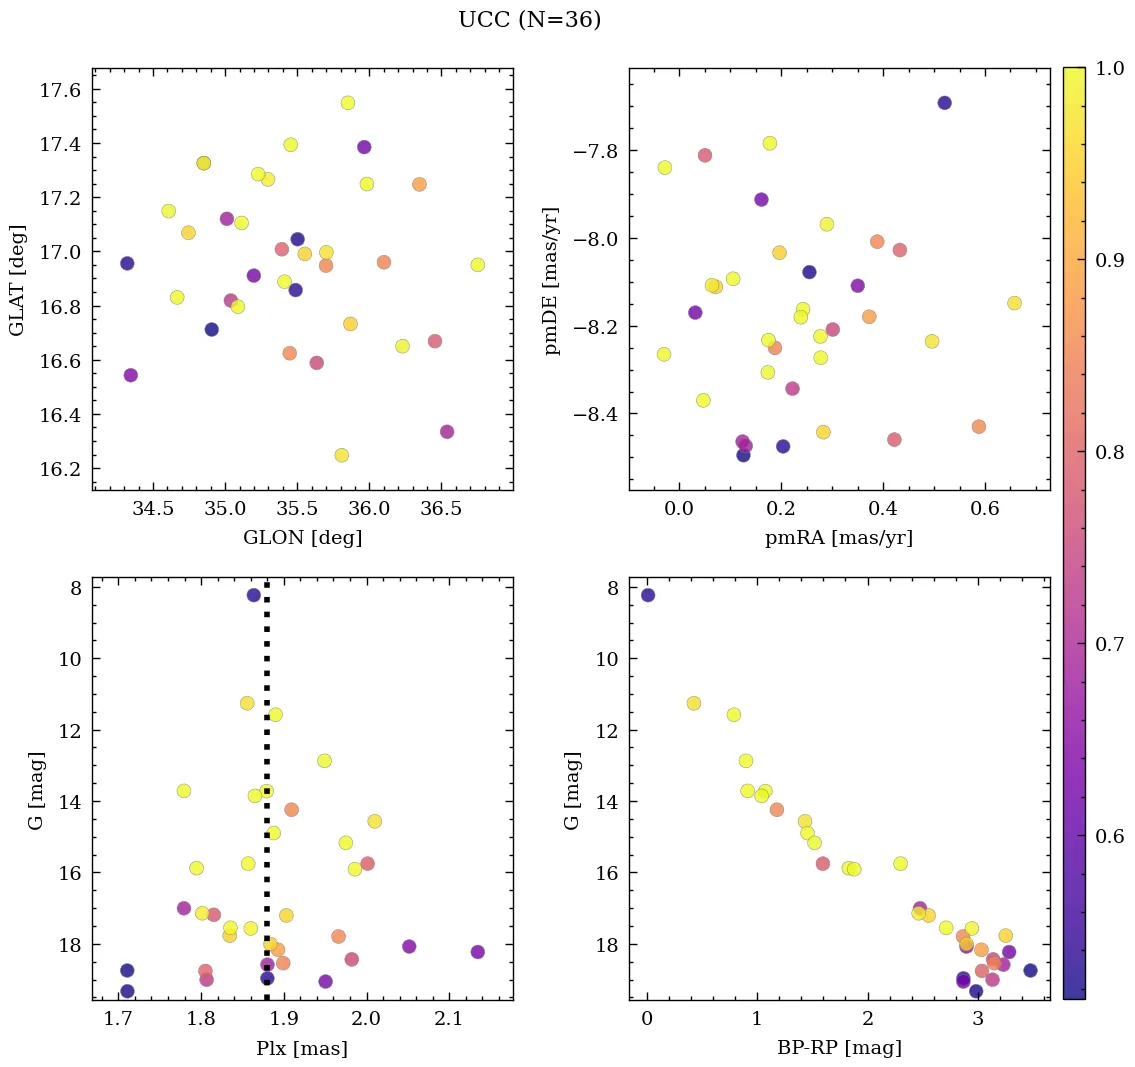 UCC (N=36)
17.6
17.4
17.2
17.0
16.8
16.6
16.4
16.2
GLAT [deg]
34.5 35.0 35.5 36.0 36.5
GLON [deg]
−7.8
−8.0
−8.2
−8.4
pmDE [mas/yr]
0.0 0.2 0.4 0.6
pmRA [mas/yr]
8
10
12
14
16
18
G [mag]
1.7 1.8 1.9 2.0 2.1
Plx [mas]
8
10
12
14
16
18
G [mag]
0 1 2 3
BP-RP [mag]
1.0
0.9
0.8
0.7
0.6